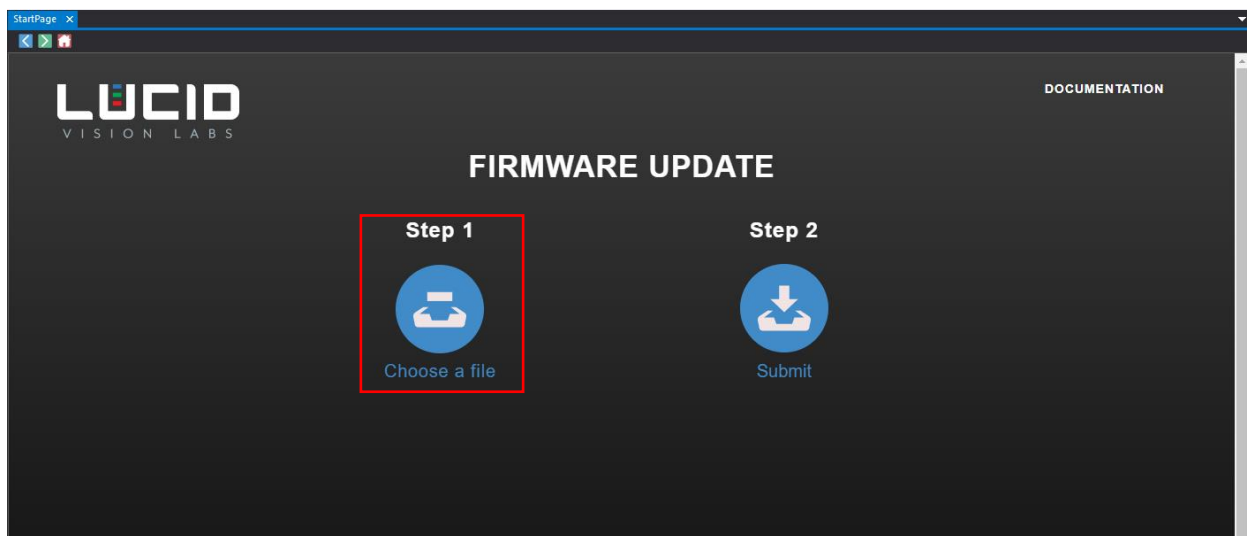 StartPage
LUCID
VISION LABS
DOCUMENTATION
FIRMWARE UPDATE
Step 1
Step 2
Choose a file
Submit